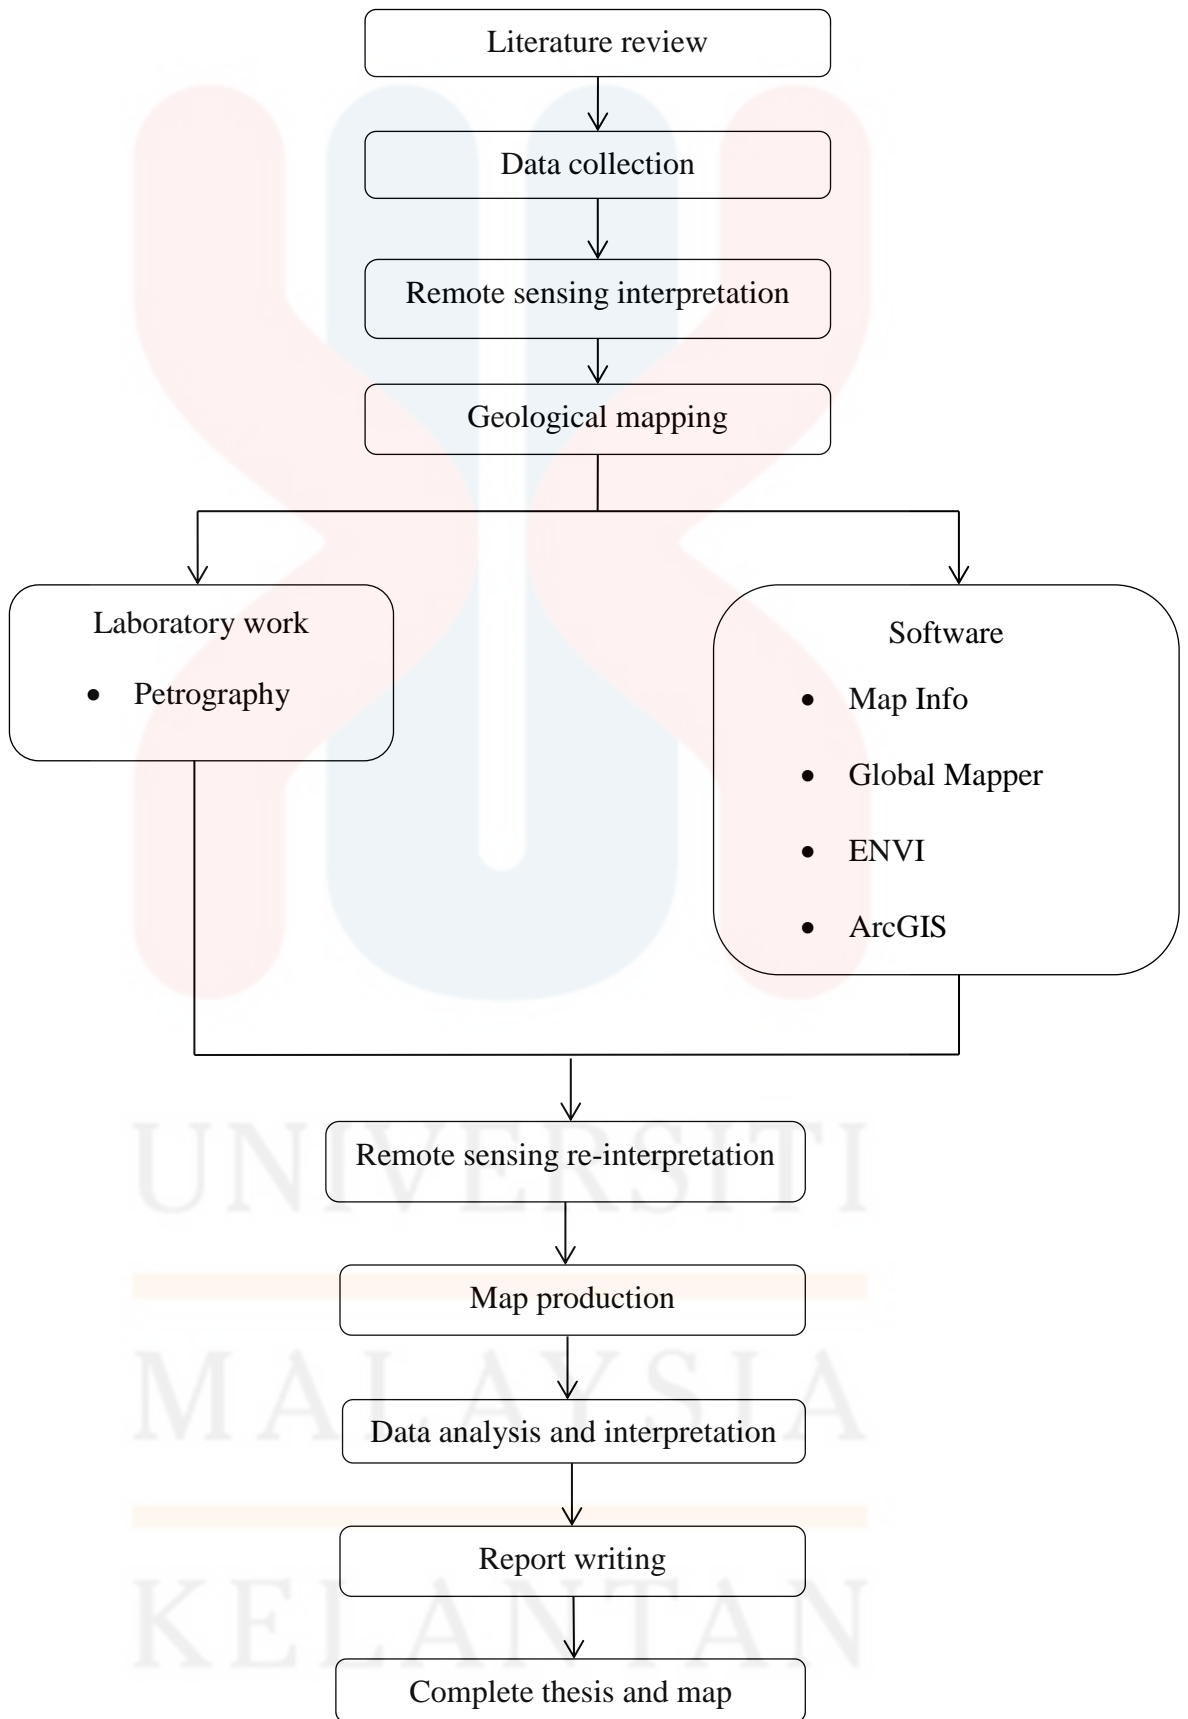 Literature review
Data collection
Remote sensing interpretation
Geological mapping
Laboratory work
• Petrography
Software
• Map Info
• Global Mapper
• ENVI
• ArcGIS
Remote sensing re-interpretation
Map production
Data analysis and interpretation
Report writing
Complete thesis and map
UNIVERSITI
MALAYSIA
KELANTAN